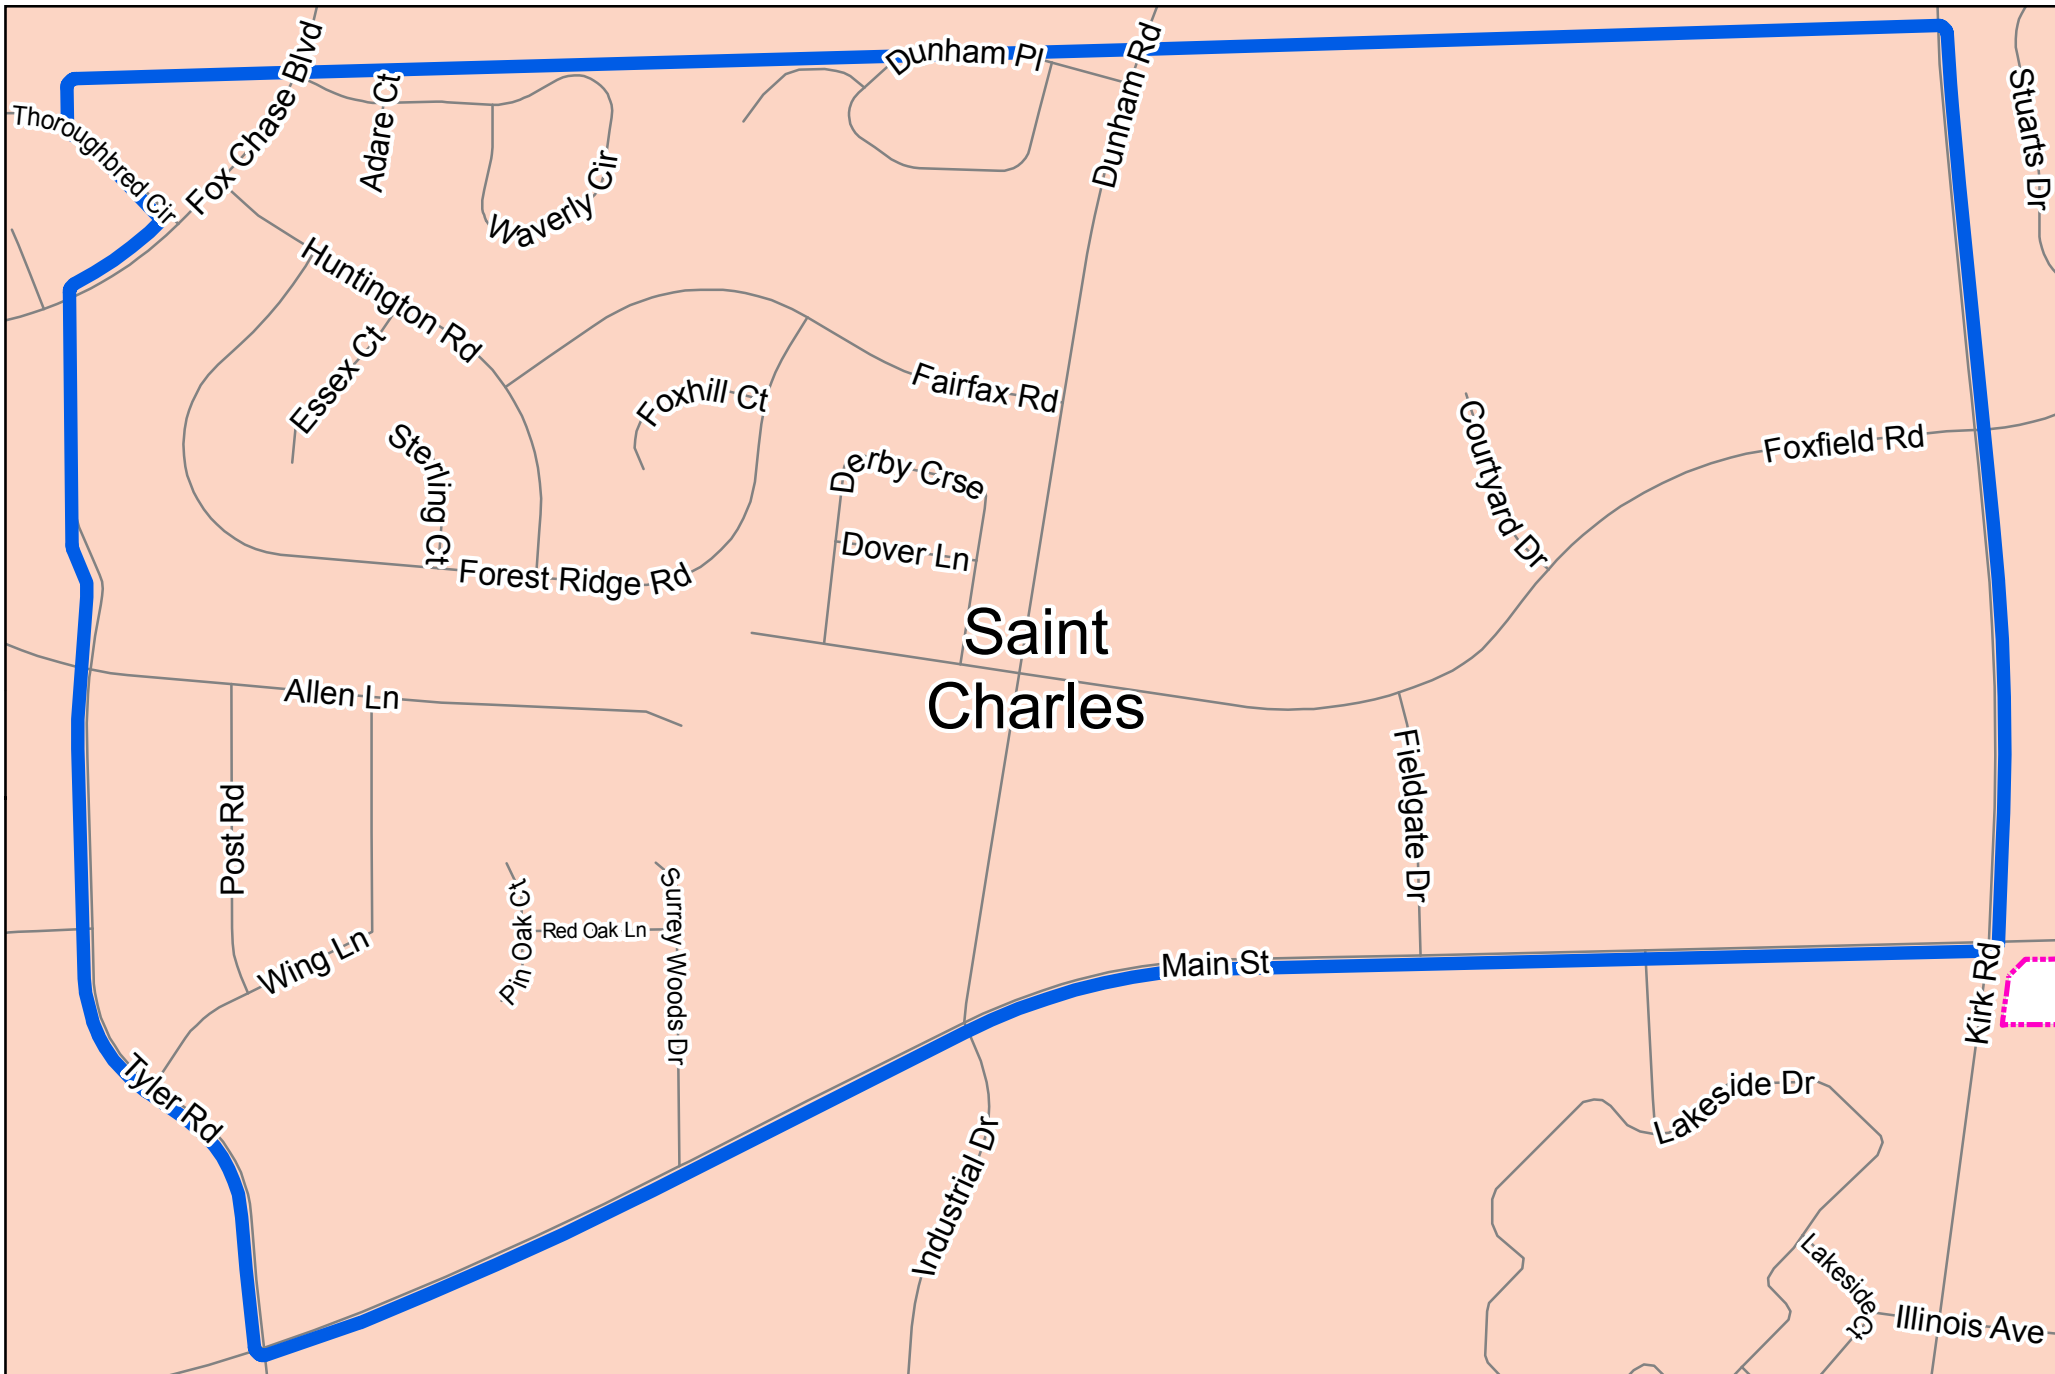 Dunham Pl
Dunham Rd
Fox Chase Blvd
Adare Ct
Thoroughbred Cir
Stuarts Dr
Waverly Cir
Huntington Rd
Essex Ct
Foxhill Ct
Fairfax Rd
Sterling Ct
Courtyard Dr
Foxfield Rd
Derby Crse
Dover Ln
Forest Ridge Rd
Saint
Charles
Allen Ln
Post Rd
Fieldgate Dr
Pin Oak Ct
Red Oak Ln
Surrey Woods Dr
Wing Ln
Main St
Kirk Rd
Tyler Rd
Lakeside Dr
Industrial Dr
Lakeside Ct
Illinois Ave